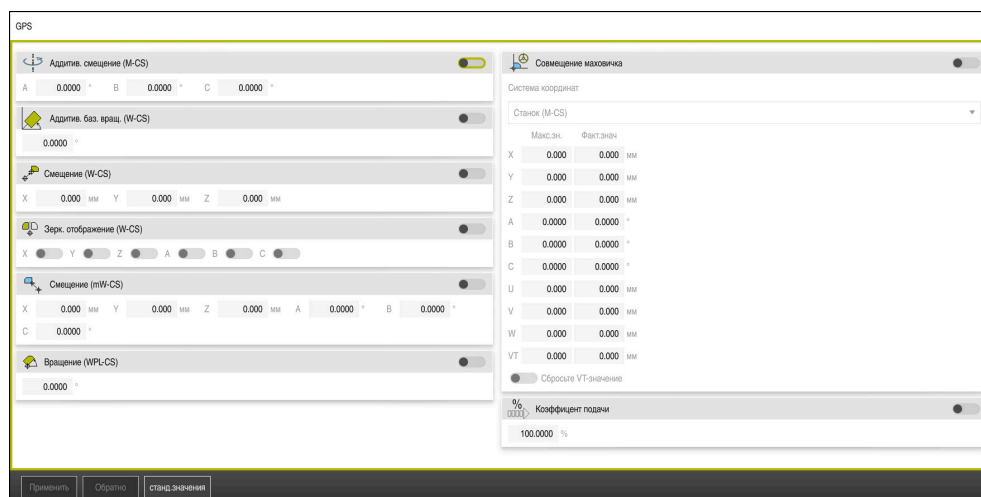 GPS
Аддитив. смещение (M-CS)
A 0.0000 ° B 0.0000 ° C 0.0000 °
Аддитив. баз. вращ. (W-CS)
0.0000 °
Смещение (W-CS)
X 0.000 мм Y 0.000 мм Z 0.000 мм
Зерк. отображение (W-CS)
X Y Z A B C
Смещение (mW-CS)
X 0.000 мм Y 0.000 мм Z 0.000 мм A 0.0000 ° B 0.0000 °
C 0.0000 °
Вращение (WPL-CS)
0.0000 °
Совмещение маховичка
Система координат
Станок (M-CS)
Макс.зн. Факт.знач
X 0.000 0.000 мм
Y 0.000 0.000 мм
Z 0.000 0.000 мм
A 0.0000 0.0000 °
B 0.0000 0.0000 °
C 0.0000 0.0000 °
U 0.000 0.000 мм
V 0.000 0.000 мм
W 0.000 0.000 мм
VT 0.000 0.000 мм
Сбросьте VT-значение
% Коэффицент подачи
100.0000 %
Применить Обратно станд.значения